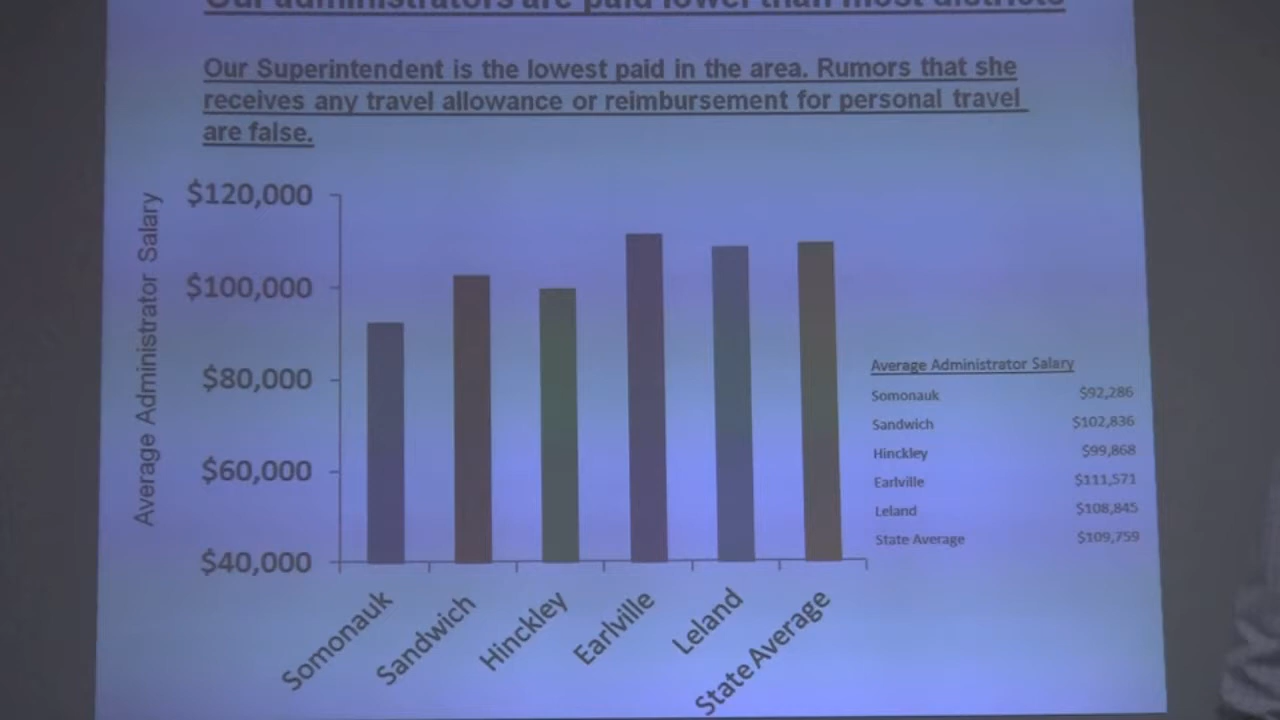 Our administrators are paid lower than most districts
Our Superintendent is the lowest paid in the area. Rumors that she
receives any travel allowance or reimbursement for personal travel
are false.
Average Administrator Salary
$120,000
$100,000
$80,000
$60,000
$40,000
Somonauk
Sandwich
Hinckley
Earlville
Leland
State Average
Average Administrator Salary
Somonauk $92,286
Sandwich $102,836
Hinckley $99,868
Earlville $111,571
Leland $108,845
State Average $109,759